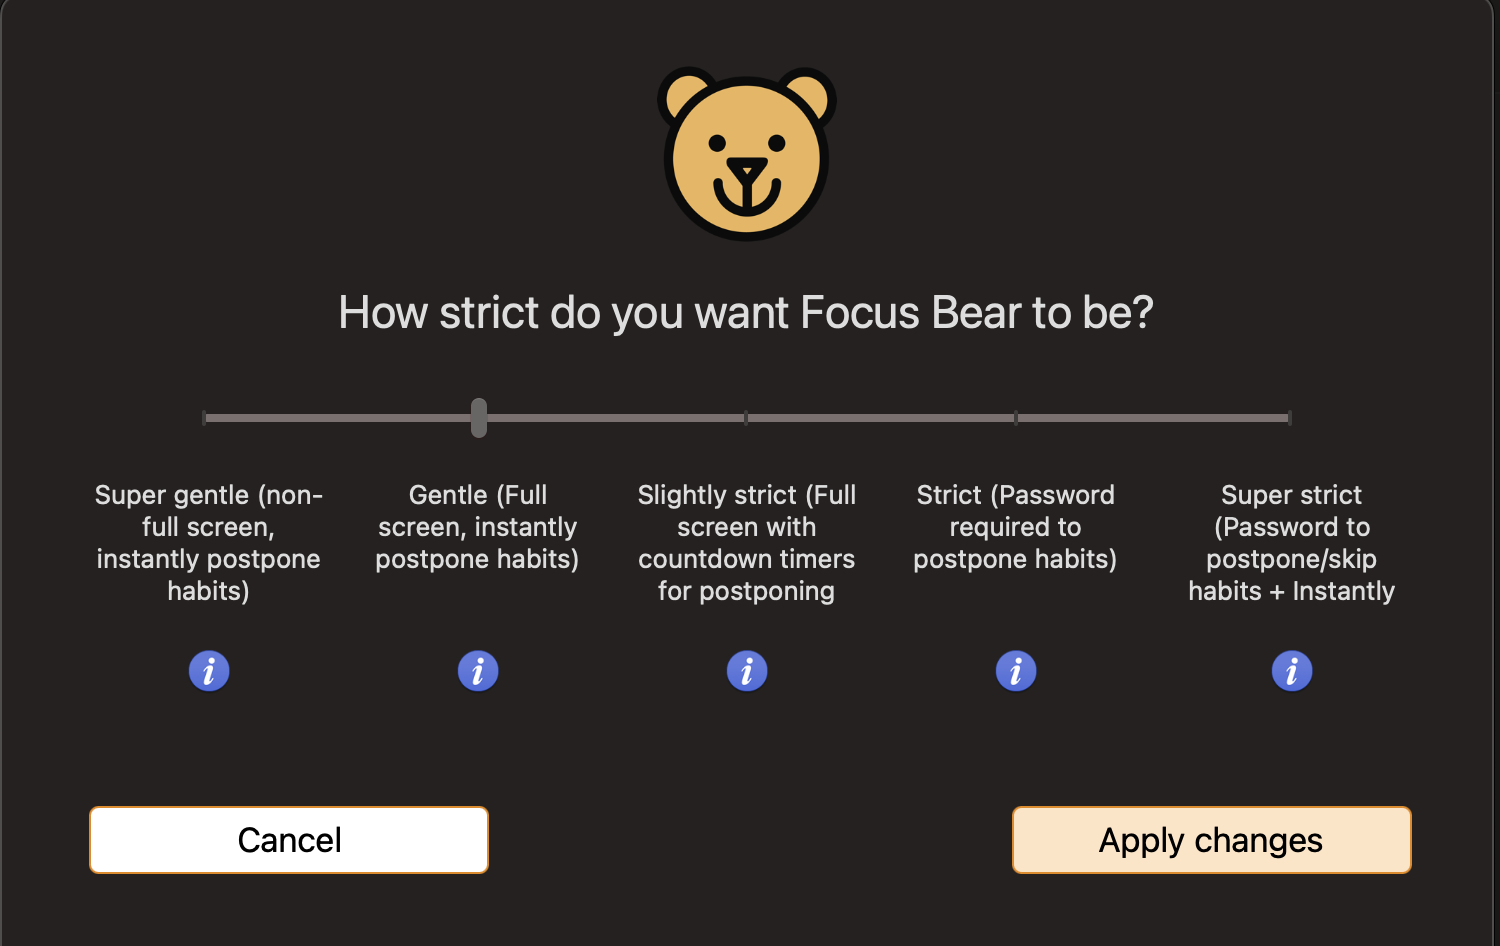 How strict do you want Focus Bear to be?
Super gentle (non-
full screen,
instantly postpone
habits)
Gentle (Full
screen, instantly
postpone habits)
Slightly strict (Full
screen with
countdown timers
for postponing
Strict (Password
required to
postpone habits)
Super strict
(Password to
postpone/skip
habits + Instantly
i
i
i
i
i
Cancel
Apply changes